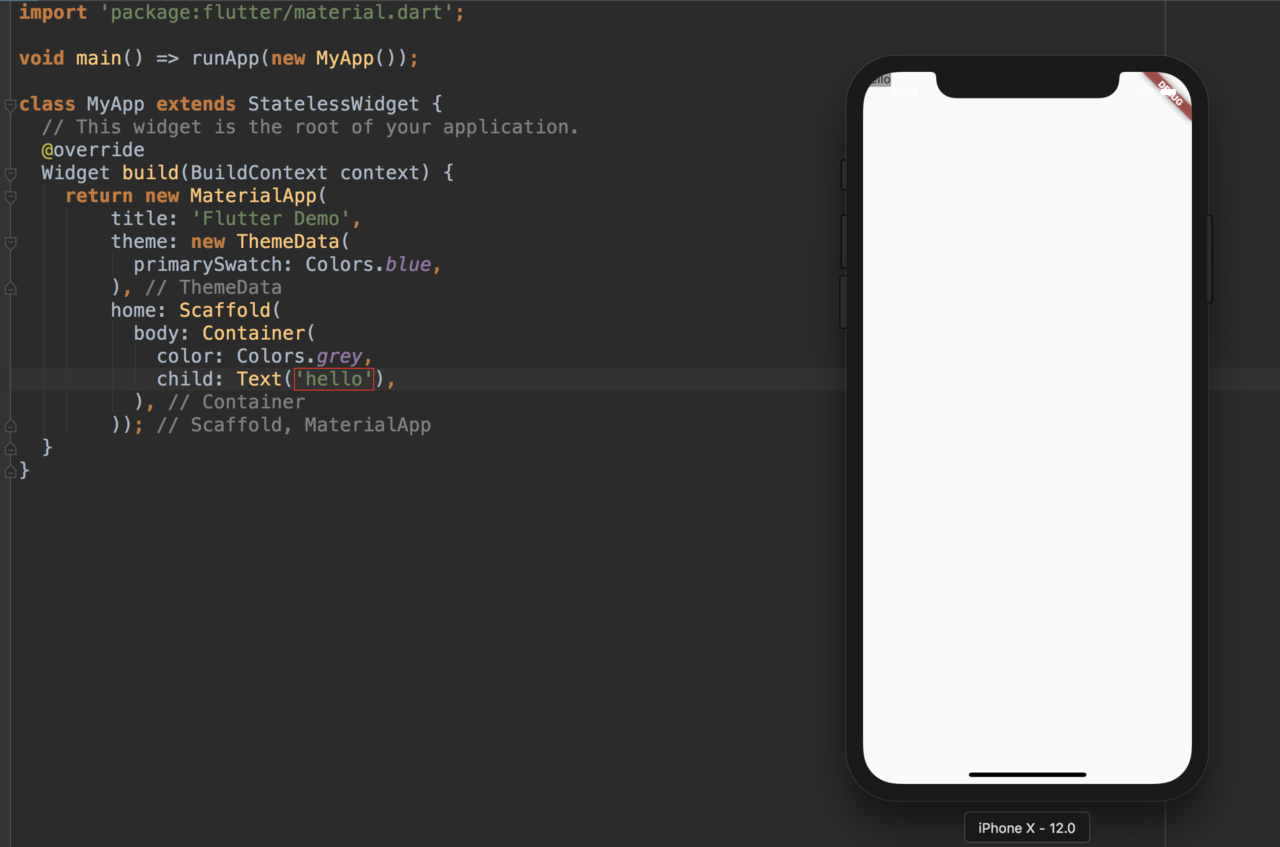 import 'package:flutter/material.dart';
void main() => runApp(new MyApp());
class MyApp extends StatelessWidget {
// This widget is the root of your application.
@override
Widget build(BuildContext context) {
return new MaterialApp(
title: 'Flutter Demo',
theme: new ThemeData(
primarySwatch: Colors.blue,
), // ThemeData
home: Scaffold(
body: Container(
color: Colors.grey,
child: Text('hello'),
), // Container
)); // Scaffold, MaterialApp
}
}
iPhone X - 12.0